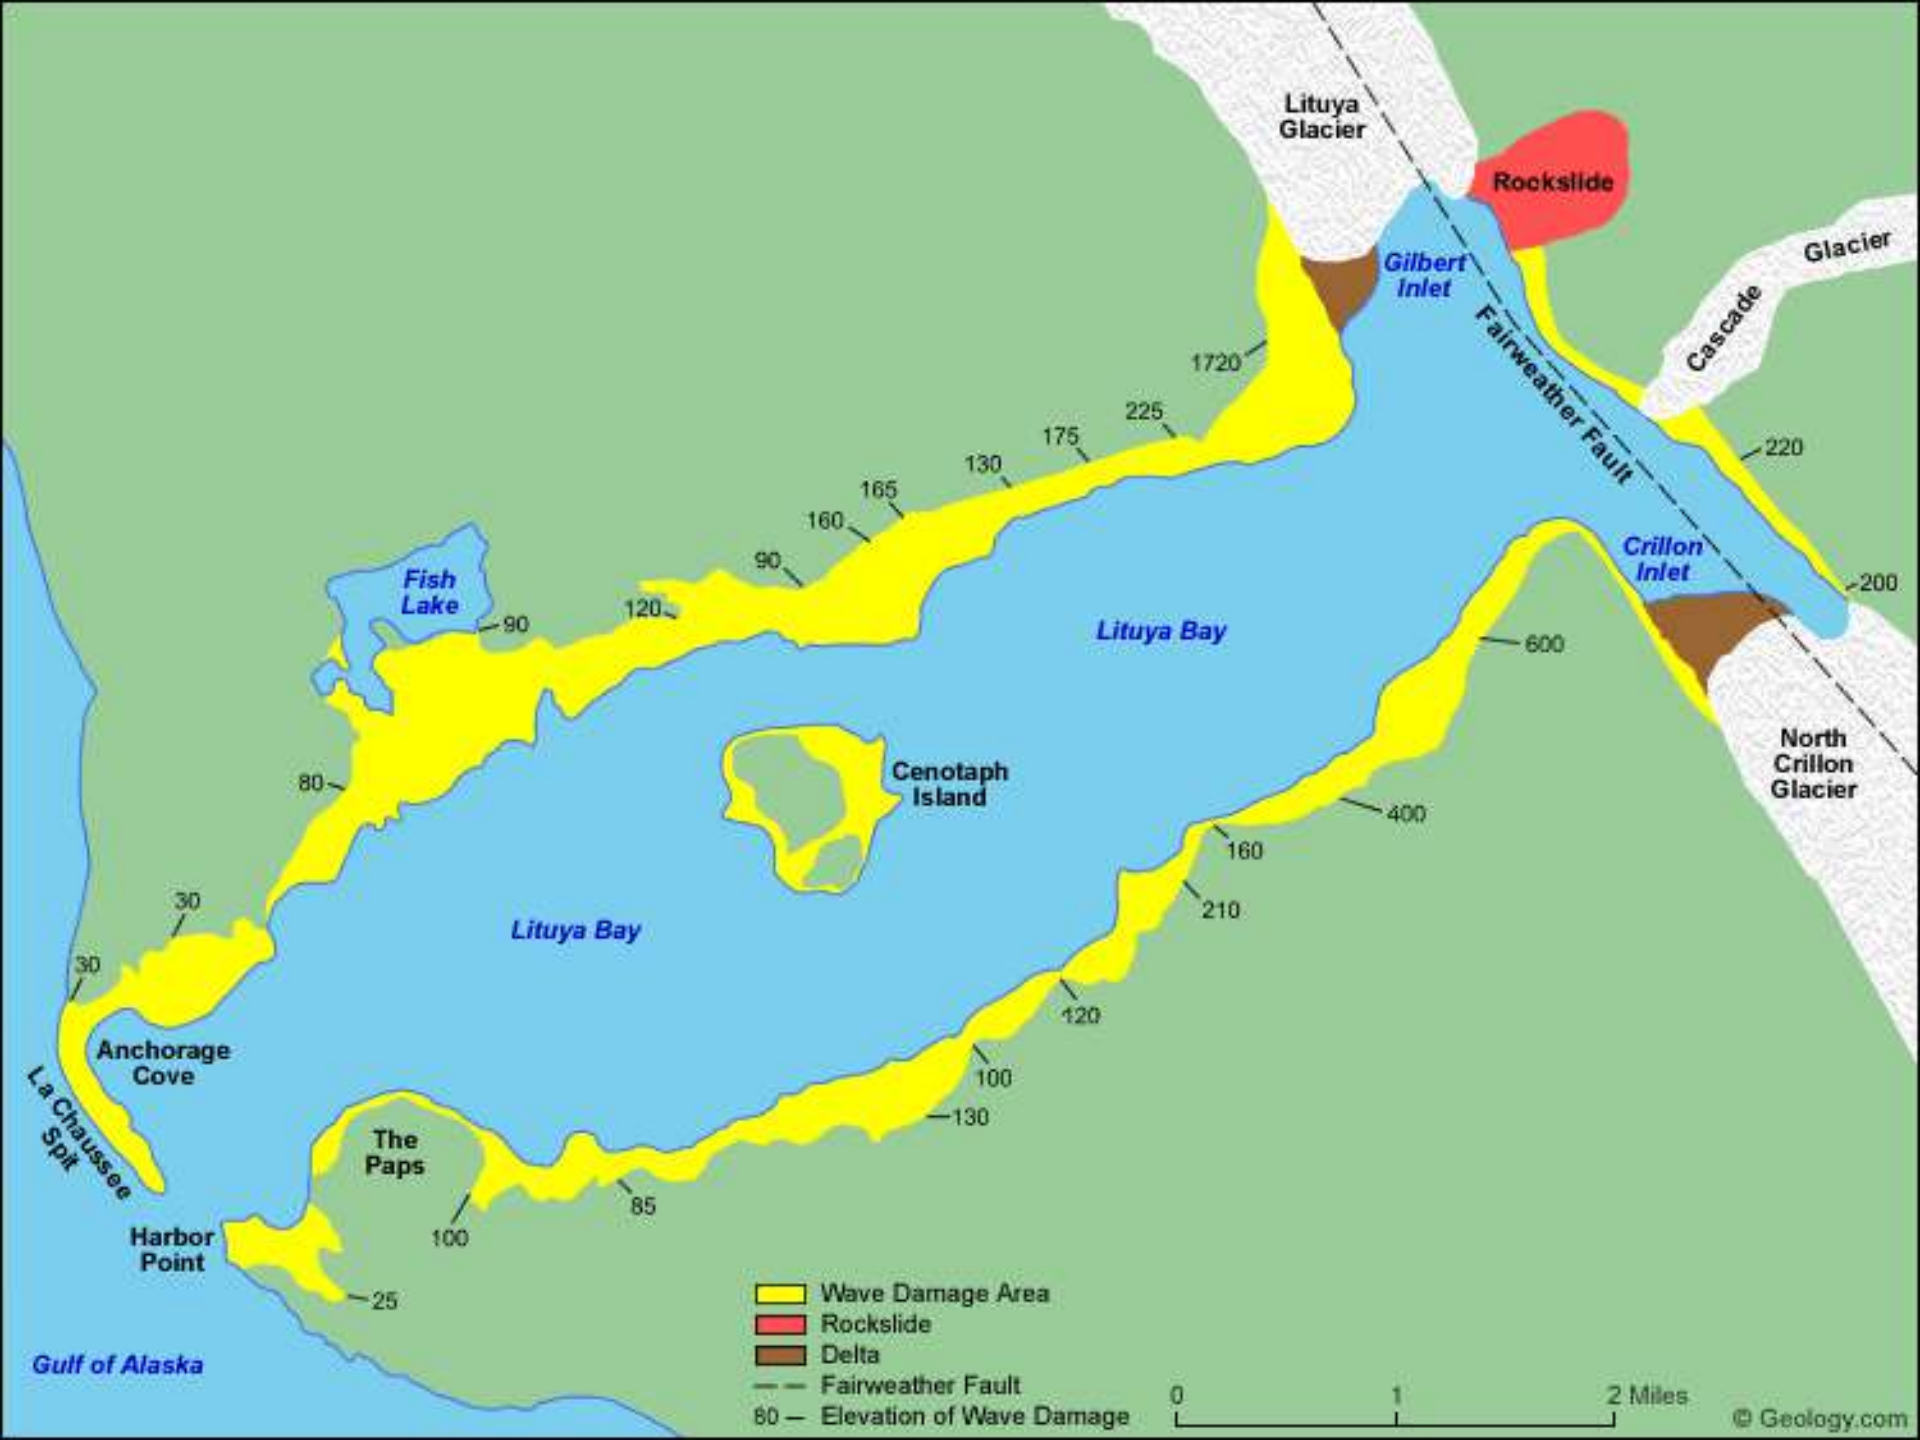 Lituya
Glacier
Rockslide
Glacier
Cascade
Gilbert
Inlet
Fairweather Fault
1720
225
175
130
165
160
90
120
220
200
Crillon
Inlet
Fish
Lake
90
Lituya Bay
600
North
Crillon
Glacier
Cenotaph
Island
80
400
160
210
30
Lituya Bay
30
120
Anchorage
Cove
La Chaussee
Spit
100
130
The
Paps
85
100
Harbor
Point
25
Gulf of Alaska
Wave Damage Area
Rockslide
Delta
Fairweather Fault
80 – Elevation of Wave Damage
0 1 2 Miles
© Geology.com